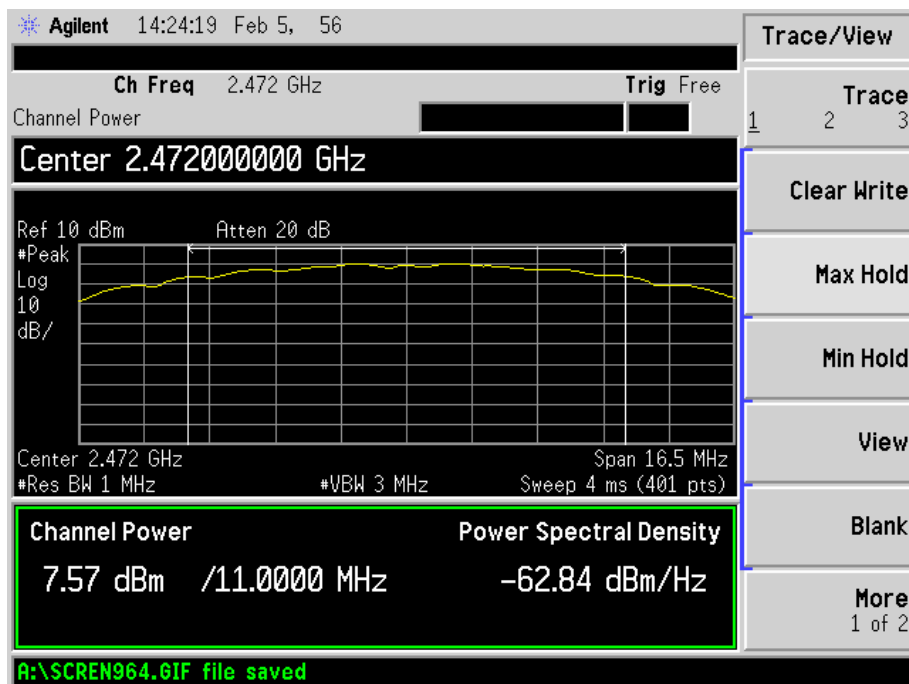 Agilent 14:24:19 Feb 5, 56
Trace/View
Ch Freq 2.472 GHz Trig Free
Channel Power
Trace
1 2 3
Center 2.472000000 GHz
Clear Write
Ref 10 dBm Atten 20 dB
#Peak
Log
10
dB/
Max Hold
Min Hold
View
Center 2.472 GHz Span 16.5 MHz
#Res BW 1 MHz #VBW 3 MHz Sweep 4 ms (401 pts)
Channel Power Power Spectral Density
7.57 dBm /11.0000 MHz -62.84 dBm/Hz
Blank
More
1 of 2
A:\SCREN964.GIF file saved